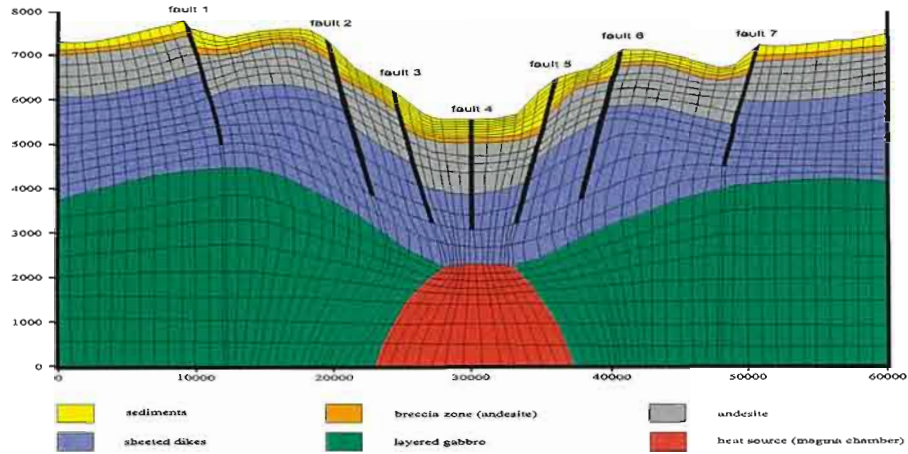 fault 1
fault 2
fault 3
fault 4
fault 5
fault 6
fault 7
8000
7000
6000
5000
4000
3000
2000
1000
0
0 10000 20000 30000 40000 50000 60000
sediments breccia zone (andesite) andesite
sheeted dikes layered gabbro heat source (magma chamber)